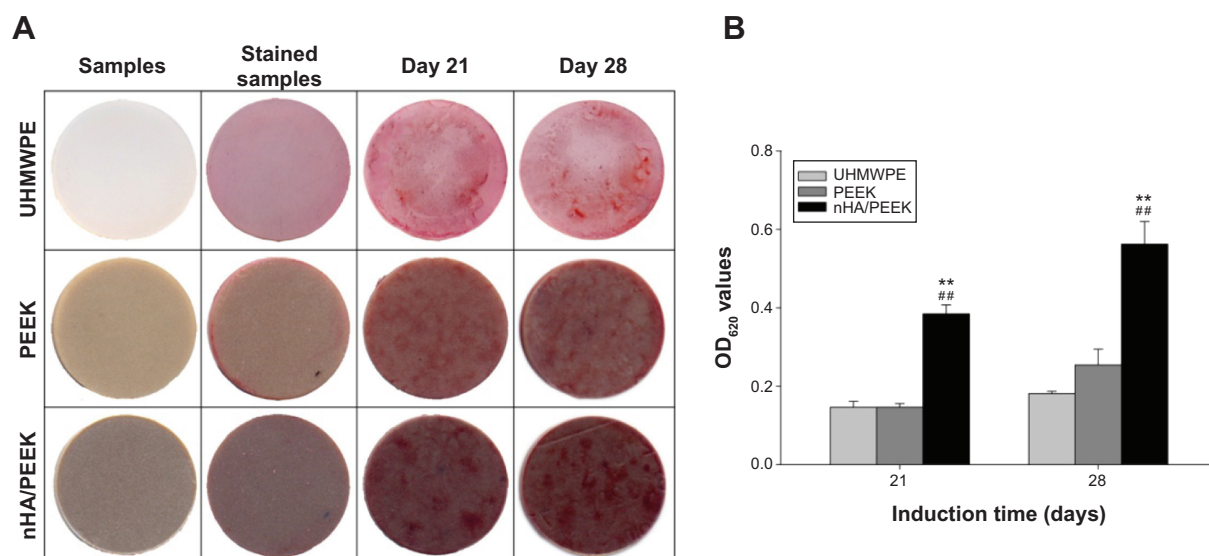 A
Samples
Stained
samples
Day 21
Day 28
UHMWPE
PEEK
nHA/PEEK
B
0.8
0.6
0.4
0.2
0.0
OD620 values
UHMWPE
PEEK
nHA/PEEK
**
##
**
##
21
28
Induction time (days)